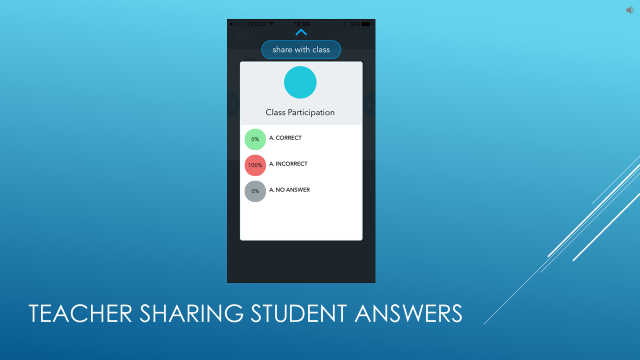 share with class
Class Participation
0% A. CORRECT
100% A. INCORRECT
0% A. NO ANSWER
TEACHER SHARING STUDENT ANSWERS